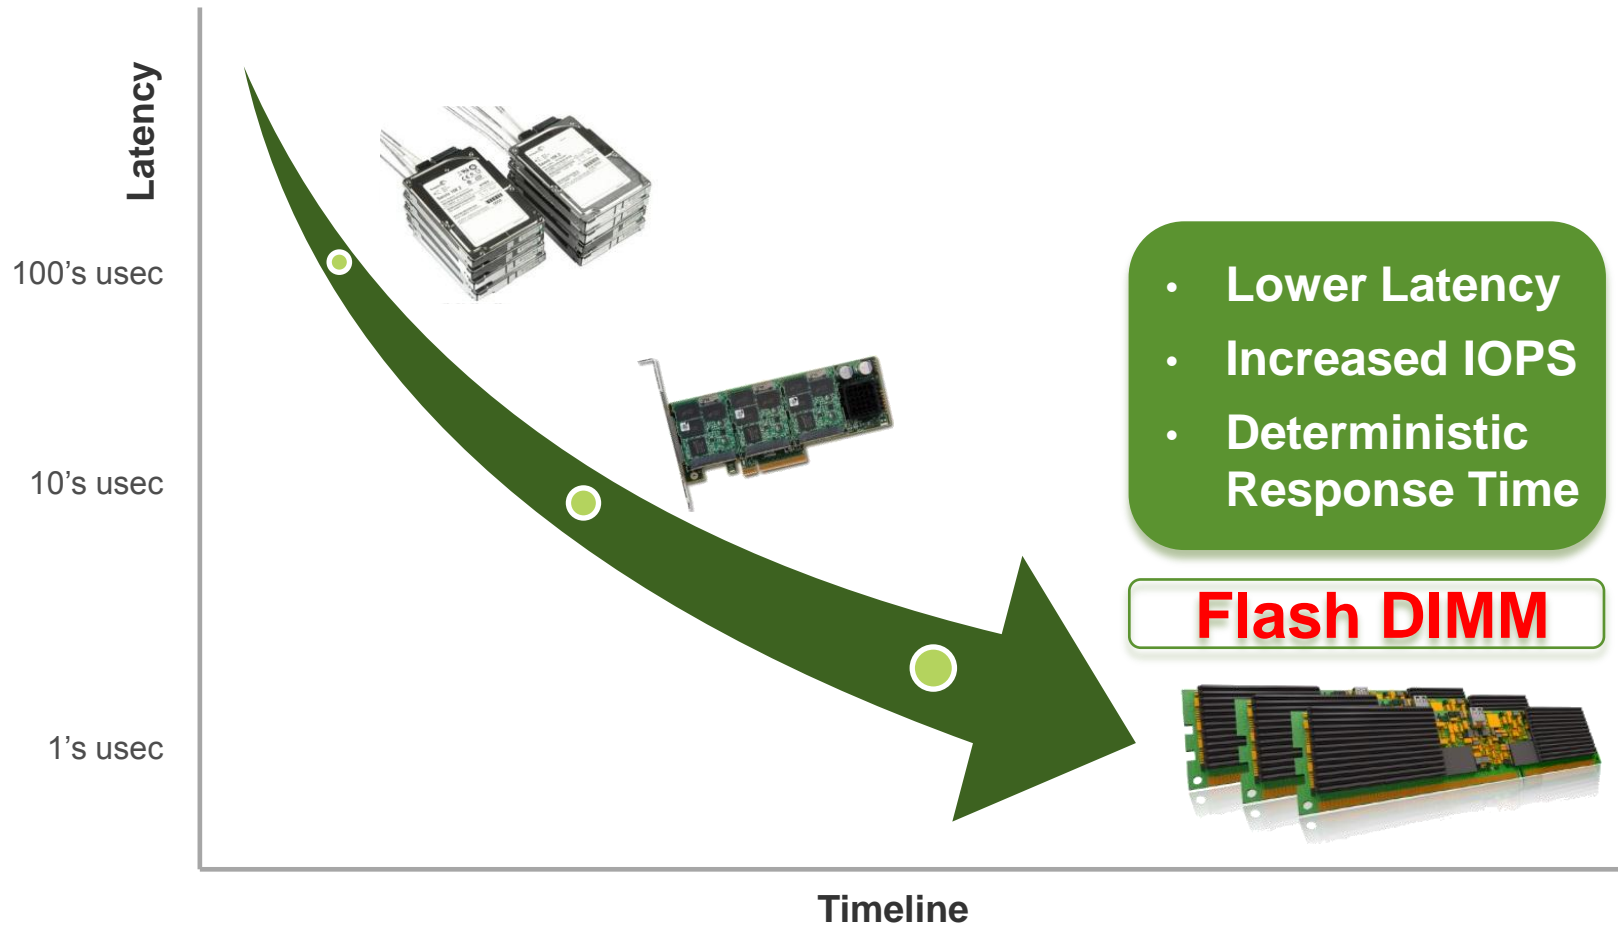 Latency
100’s usec
10’s usec
1’s usec
• Lower Latency
• Increased IOPS
• Deterministic
Response Time
Flash DIMM
Timeline